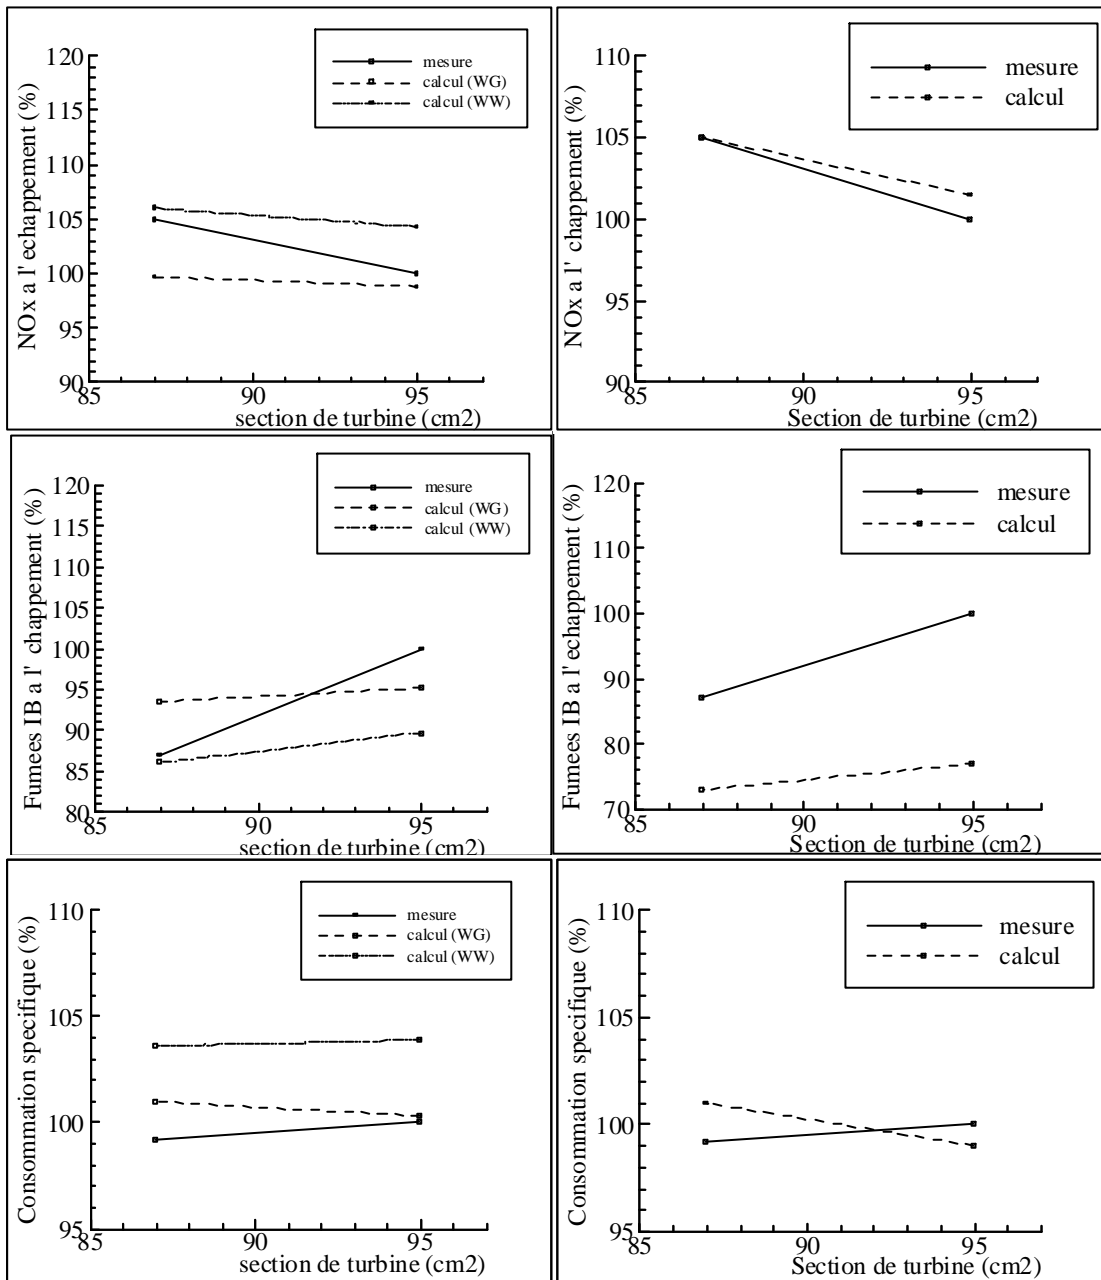 NOx a l' echappement (%)
120
115
110
105
100
95
90
85
90
95
section de turbine (cm2)
mesure
calcul (WG)
calcul (WW)
NOx a l' chappement (%)
110
105
100
95
90
85
90
95
Section de turbine (cm2)
mesure
calcul
Fumees IB a l' chappement (%)
120
115
110
105
100
95
90
85
80
85
90
95
section de turbine (cm2)
mesure
calcul (WG)
calcul (WW)
Fumees IB a l' echappement (%)
120
110
100
90
80
70
85
90
95
Section de turbine (cm2)
mesure
calcul
Consommation specifique (%)
110
105
100
95
85
90
95
section de turbine (cm2)
mesure
calcul (WG)
calcul (WW)
Consommation specifique (%)
110
105
100
95
85
90
95
Section de turbine (cm2)
mesure
calcul